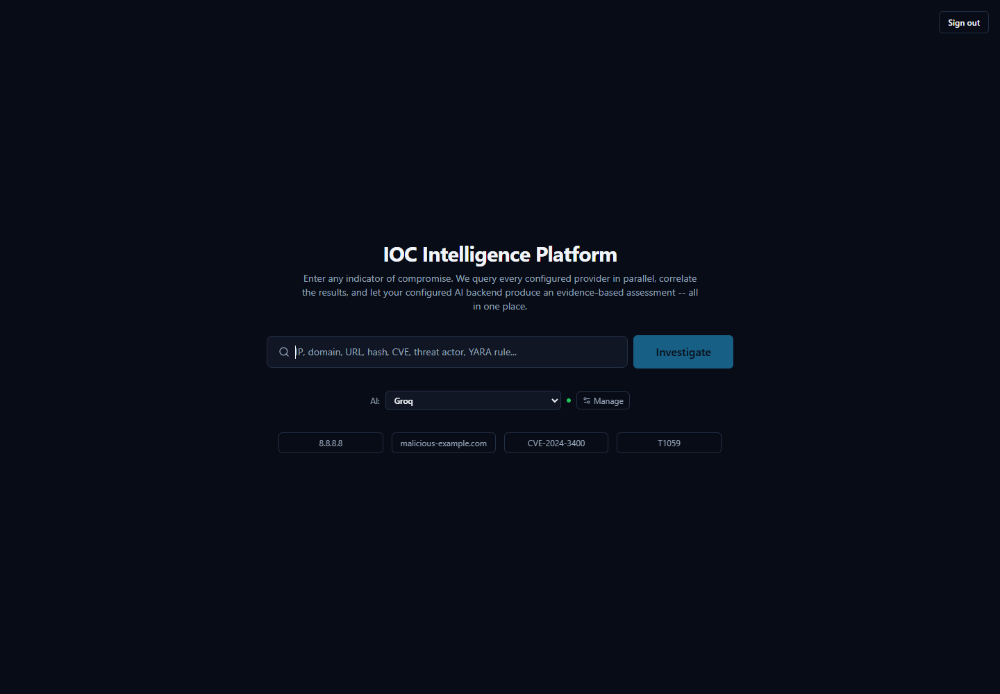 Sign out
IOC Intelligence Platform
Enter any indicator of compromise. We query every configured provider in parallel, correlate
the results, and let your configured AI backend produce an evidence-based assessment -- all
in one place.
IP, domain, URL, hash, CVE, threat actor, YARA rule...
Investigate
AI:
Groq
Manage
8.8.8.8
malicious-example.com
CVE-2024-3400
T1059